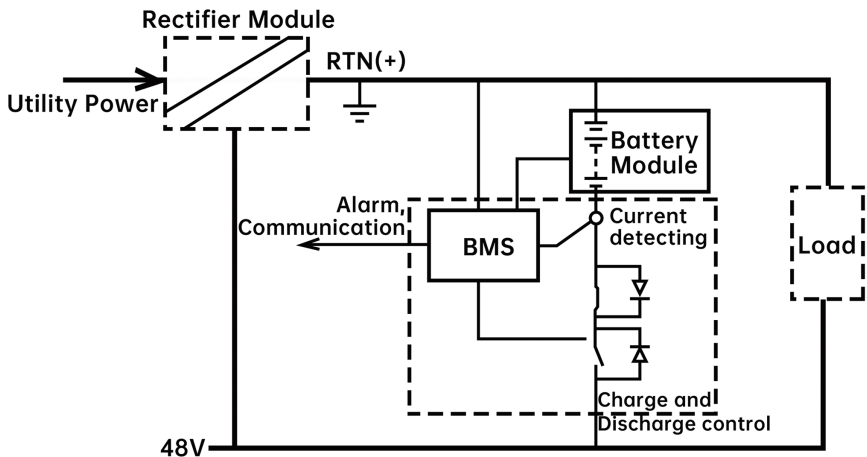 Rectifier Module
RTN(+)
Utility Power
Battery
Module
Alarm,
Communication
BMS
Current
detecting
Load
Charge and
Discharge control
48V